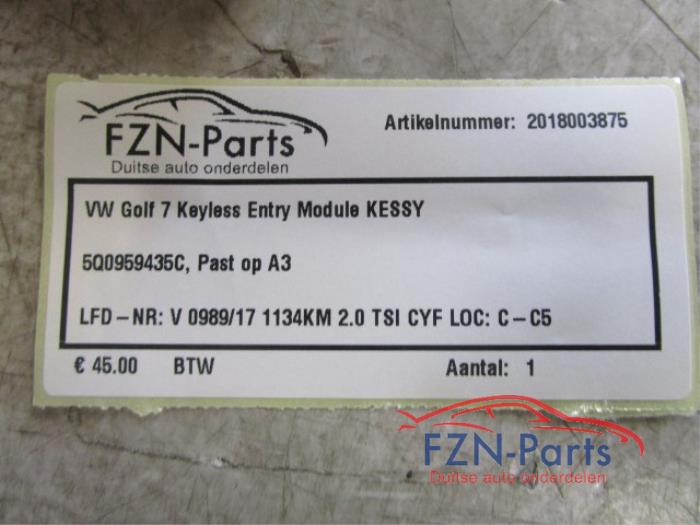 FZN-Parts
Duitse auto onderdelen
Artikelnummer: 2018003875
VW Golf 7 Keyless Entry Module KESSY
5Q0959435C, Past op A3
LFD-NR: V 0989/17 1134KM 2.0 TSI CYF LOC: C-C5
€ 45.00 BTW Aantal: 1
FZN-Parts
Duitse auto onderdelen